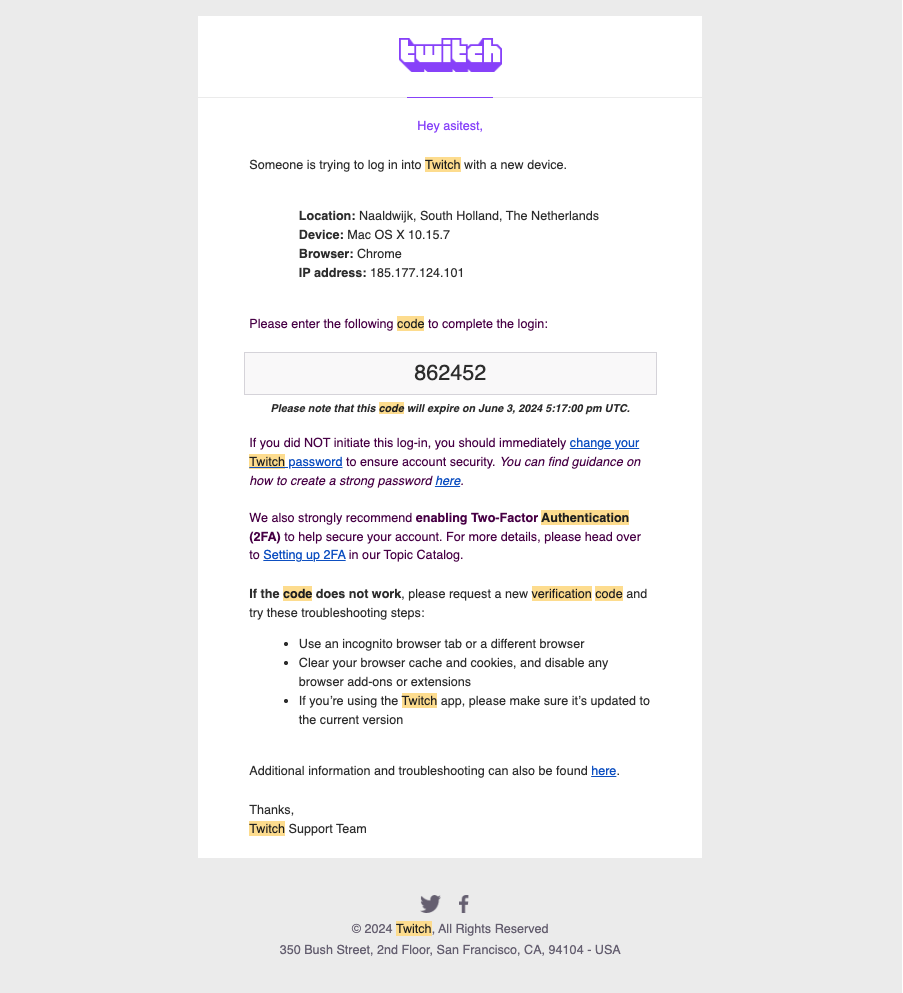 twitch
Hey asitest,
Someone is trying to log in into Twitch with a new device.
Location: Naaldwijk, South Holland, The Netherlands
Device: Mac OS X 10.15.7
Browser: Chrome
IP address: 185.177.124.101
Please enter the following code to complete the login:
862452
Please note that this code will expire on June 3, 2024 5:17:00 pm UTC.
If you did NOT initiate this log-in, you should immediately change your
Twitch password to ensure account security. You can find guidance on
how to create a strong password here.
We also strongly recommend enabling Two-Factor Authentication
(2FA) to help secure your account. For more details, please head over
to Setting up 2FA in our Topic Catalog.
If the code does not work, please request a new verification code and
try these troubleshooting steps:
• Use an incognito browser tab or a different browser
• Clear your browser cache and cookies, and disable any
browser add-ons or extensions
• If you’re using the Twitch app, please make sure it’s updated to
the current version
Additional information and troubleshooting can also be found here.
Thanks,
Twitch Support Team
© 2024 Twitch, All Rights Reserved
350 Bush Street, 2nd Floor, San Francisco, CA, 94104 - USA